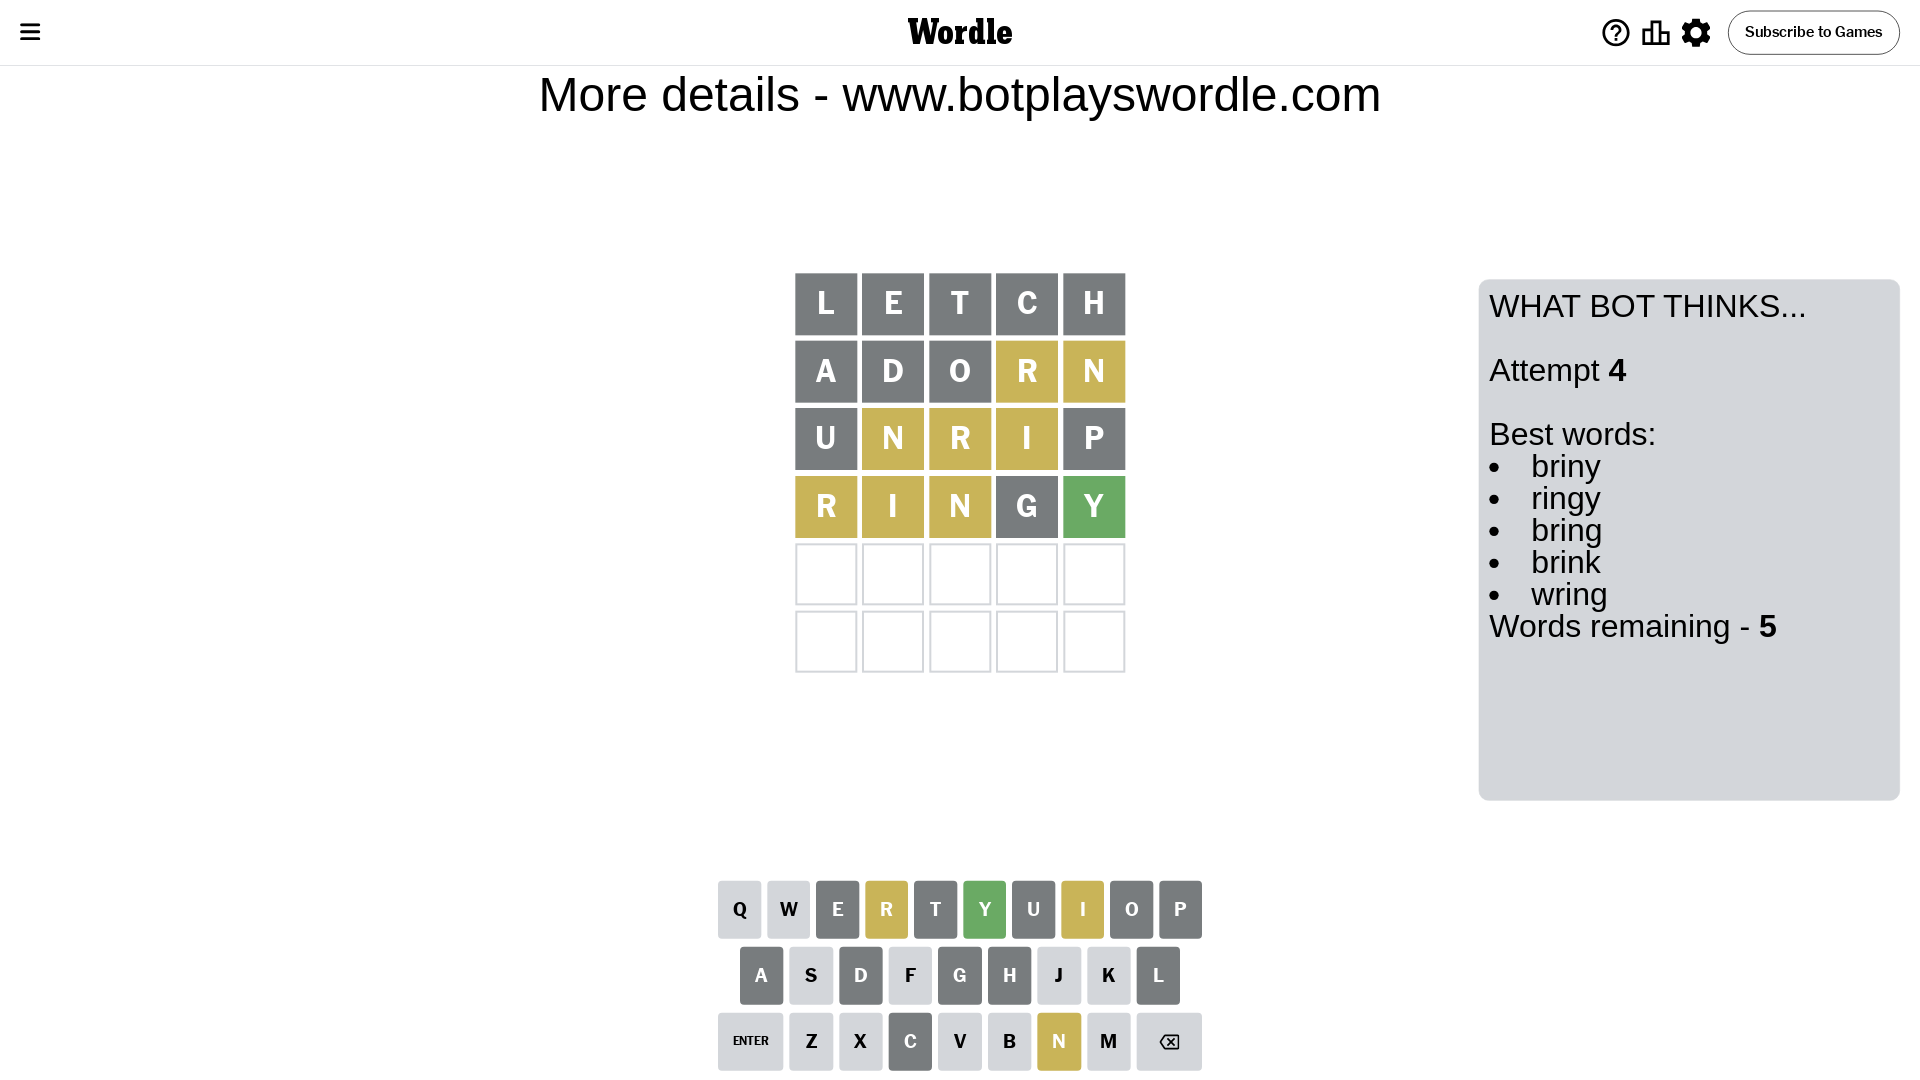 Wordle
Subscribe to Games
More details - www.botplayswordle.com
L E T C H
A D O R N
U N R I P
R I N G Y
WHAT BOT THINKS...
Attempt 4
Best words:
• briny
• ringy
• bring
• brink
• wring
Words remaining - 5
Q W E R T Y U I O P
A S D F G H J K L
ENTER Z X C V B N M